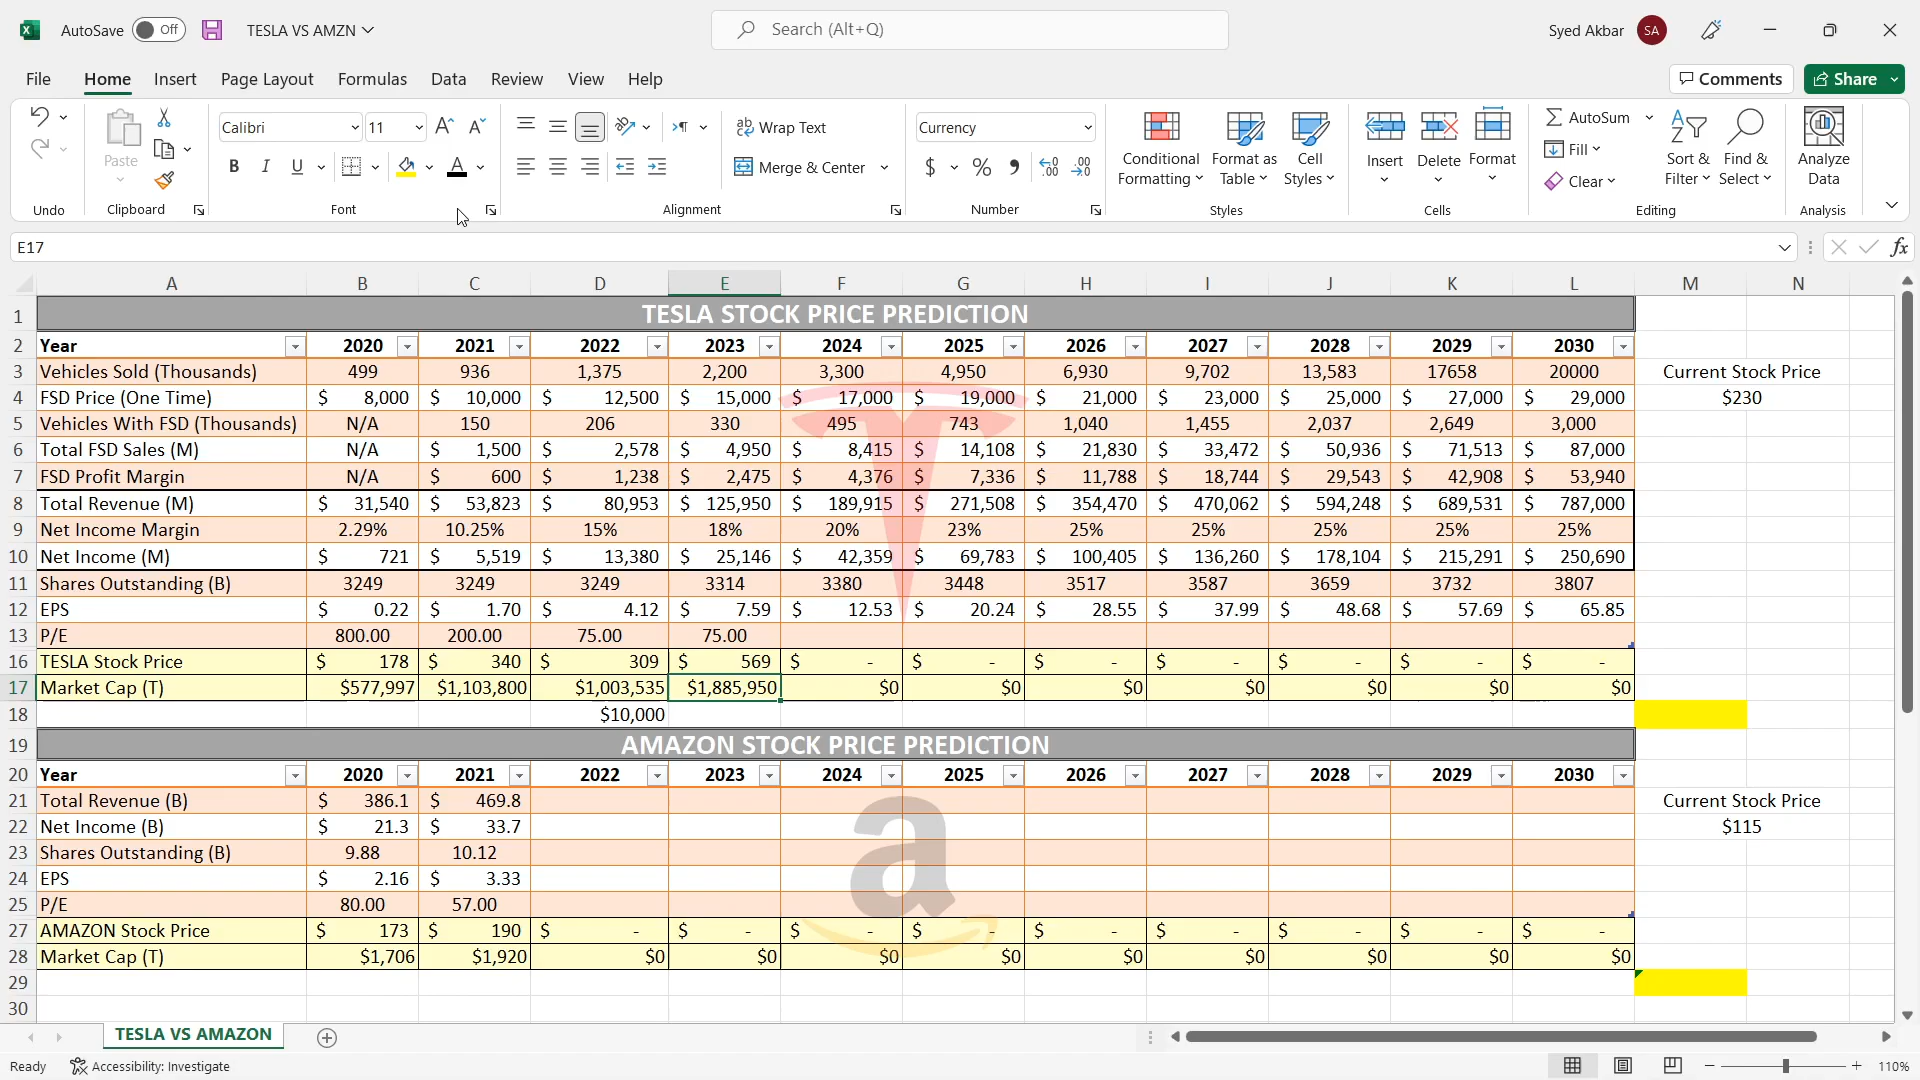 AutoSave Off TESLA VS AMZN Search (Alt+Q) Syed Akbar SA
File Home Insert Page Layout Formulas Data Review View Help Comments Share
Paste Calibri 11 Wrap Text Currency AutoSum
B I U Merge & Center $ % Conditional Formatting Format as Table Cell Styles Insert Delete Format Fill Clear Sort & Filter Find & Select Analyze Data
Undo Clipboard Font Alignment Number Styles Cells Editing Analysis
E17 fx
A B C D E F G H I J K L M N
1 TESLA STOCK PRICE PREDICTION
2 Year 2020 2021 2022 2023 2024 2025 2026 2027 2028 2029 2030
3 Vehicles Sold (Thousands) 499 936 1,375 2,200 3,300 4,950 6,930 9,702 13,583 17658 20000 Current Stock Price
4 FSD Price (One Time) $ 8,000 $ 10,000 $ 12,500 $ 15,000 $ 17,000 $ 19,000 $ 21,000 $ 23,000 $ 25,000 $ 27,000 $ 29,000 $230
5 Vehicles With FSD (Thousands) N/A 150 206 330 495 743 1,040 1,455 2,037 2,649 3,000
6 Total FSD Sales (M) N/A $ 1,500 $ 2,578 $ 4,950 $ 8,415 $ 14,108 $ 21,830 $ 33,472 $ 50,936 $ 71,513 $ 87,000
7 FSD Profit Margin N/A $ 600 $ 1,238 $ 2,475 $ 4,376 $ 7,336 $ 11,788 $ 18,744 $ 29,543 $ 42,908 $ 53,940
8 Total Revenue (M) $ 31,540 $ 53,823 $ 80,953 $ 125,950 $ 189,915 $ 271,508 $ 354,470 $ 470,062 $ 594,248 $ 689,531 $ 787,000
9 Net Income Margin 2.29% 10.25% 15% 18% 20% 23% 25% 25% 25% 25% 25%
10 Net Income (M) $ 721 $ 5,519 $ 13,380 $ 25,146 $ 42,359 $ 69,783 $ 100,405 $ 136,260 $ 178,104 $ 215,291 $ 250,690
11 Shares Outstanding (B) 3249 3249 3249 3314 3380 3448 3517 3587 3659 3732 3807
12 EPS $ 0.22 $ 1.70 $ 4.12 $ 7.59 $ 12.53 $ 20.24 $ 28.55 $ 37.99 $ 48.68 $ 57.69 $ 65.85
13 P/E 800.00 200.00 75.00 75.00
16 TESLA Stock Price $ 178 $ 340 $ 309 $ 569 $ - $ - $ - $ - $ - $ - $ -
17 Market Cap (T) $577,997 $1,103,800 $1,003,535 $1,885,950 $0 $0 $0 $0 $0 $0 $0
18 $10,000
19 AMAZON STOCK PRICE PREDICTION
20 Year 2020 2021 2022 2023 2024 2025 2026 2027 2028 2029 2030
21 Total Revenue (B) $ 386.1 $ 469.8 Current Stock Price
22 Net Income (B) $ 21.3 $ 33.7 $115
23 Shares Outstanding (B) 9.88 10.12
24 EPS $ 2.16 $ 3.33
25 P/E 80.00 57.00
27 AMAZON Stock Price $ 173 $ 190 $ - $ - $ - $ - $ - $ - $ - $ - $ -
28 Market Cap (T) $1,706 $1,920 $0 $0 $0 $0 $0 $0 $0 $0 $0
29
30
TESLA VS AMAZON
Ready Accessibility: Investigate 110%